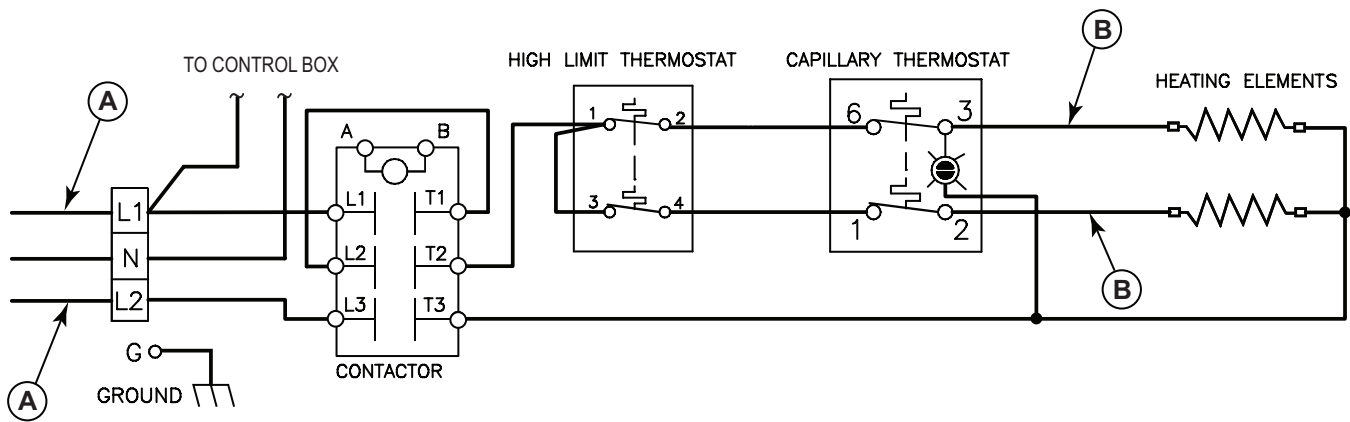 B
HIGH LIMIT THERMOSTAT
CAPILLARY THERMOSTAT
TO CONTROL BOX
HEATING ELEMENTS
A
1
2
6
3
A
B
L1
L1
T1
3
4
1
2
N
L2
T2
B
L2
L3
T3
G
CONTACTOR
GROUND
A